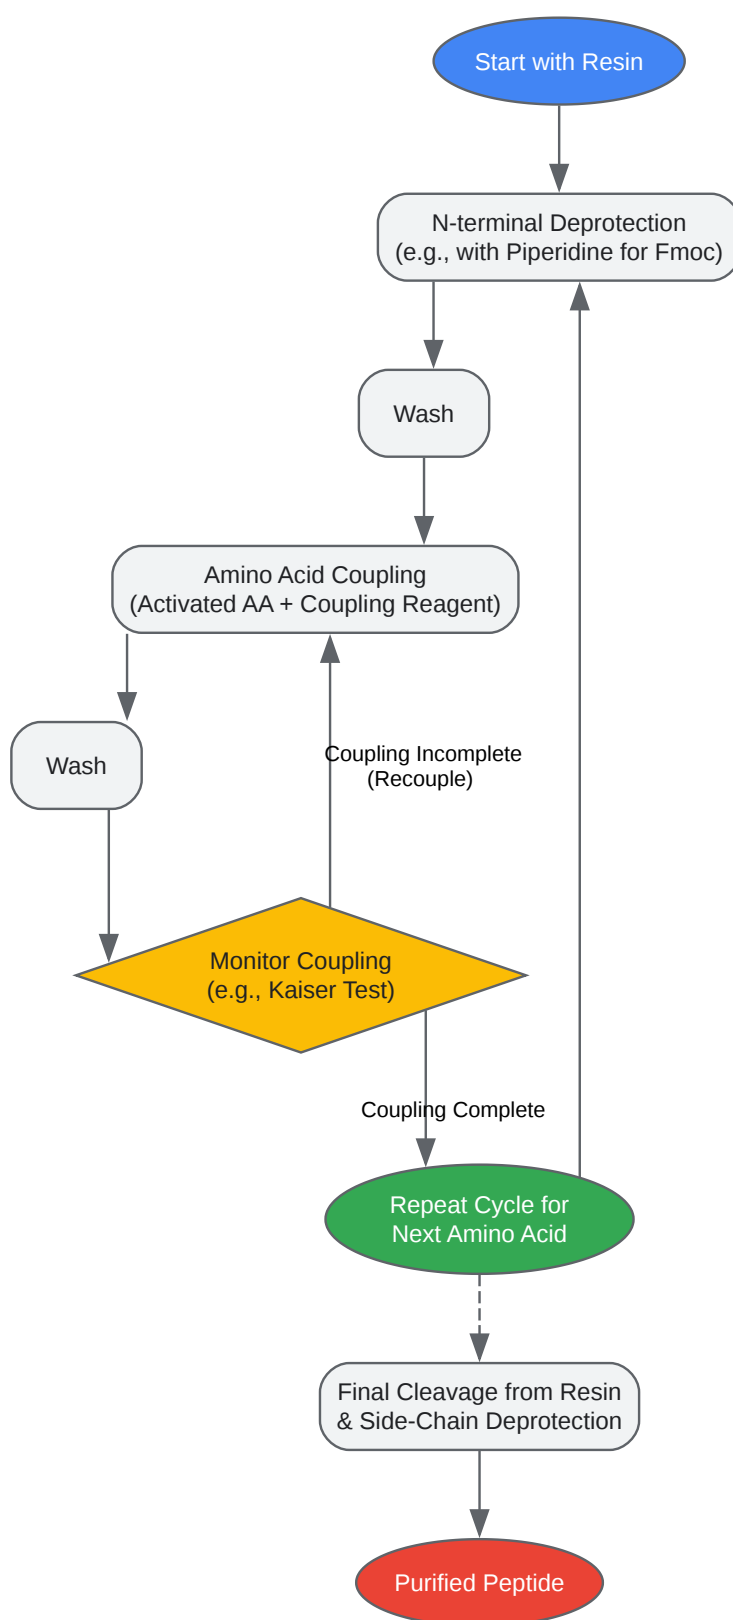 Start with Resin
N-terminal Deprotection
(e.g., with Piperidine for Fmoc)
Wash
Amino Acid Coupling
(Activated AA + Coupling Reagent)
Wash
Coupling Incomplete
(Recouple)
Monitor Coupling
(e.g., Kaiser Test)
Coupling Complete
Repeat Cycle for
Next Amino Acid
Final Cleavage from Resin
& Side-Chain Deprotection
Purified Peptide